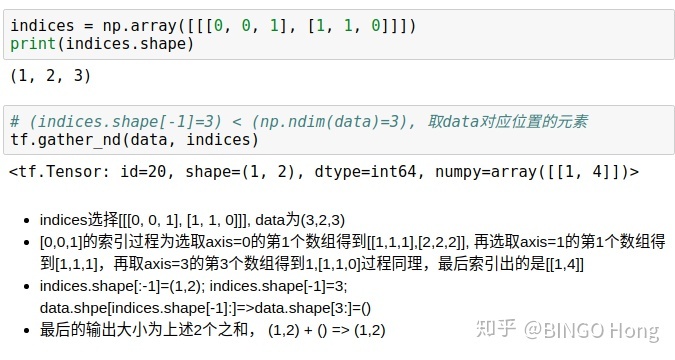 indices = np.array([[[0, 0, 1], [1, 1, 0]]])
print(indices.shape)
(1, 2, 3)
# (indices.shape[-1]=3) < (np.ndim(data)=3), 取data对应位置的元素
tf.gather_nd(data, indices)
<tf.Tensor: id=20, shape=(1, 2), dtype=int64, numpy=array([[1, 4]])>
• indices选择[[[0, 0, 1], [1, 1, 0]]], data为(3,2,3)
• [0,0,1]的索引过程为选取axis=0的第1个数组得到[[1,1,1],[2,2,2]], 再选取axis=1的第1个数组得
到[1,1,1]，再取axis=3的第3个数组得到1,[1,1,0]过程同理，最后索引出的是[[1,4]]
• indices.shape[:-1]=(1,2); indices.shape[-1]=3;
data.shpe[indices.shape[-1]:]=>data.shape[3:]=()
• 最后的输出大小为上述2个之和， (1,2) + () => (1,2)
知乎 @BINGO Hong